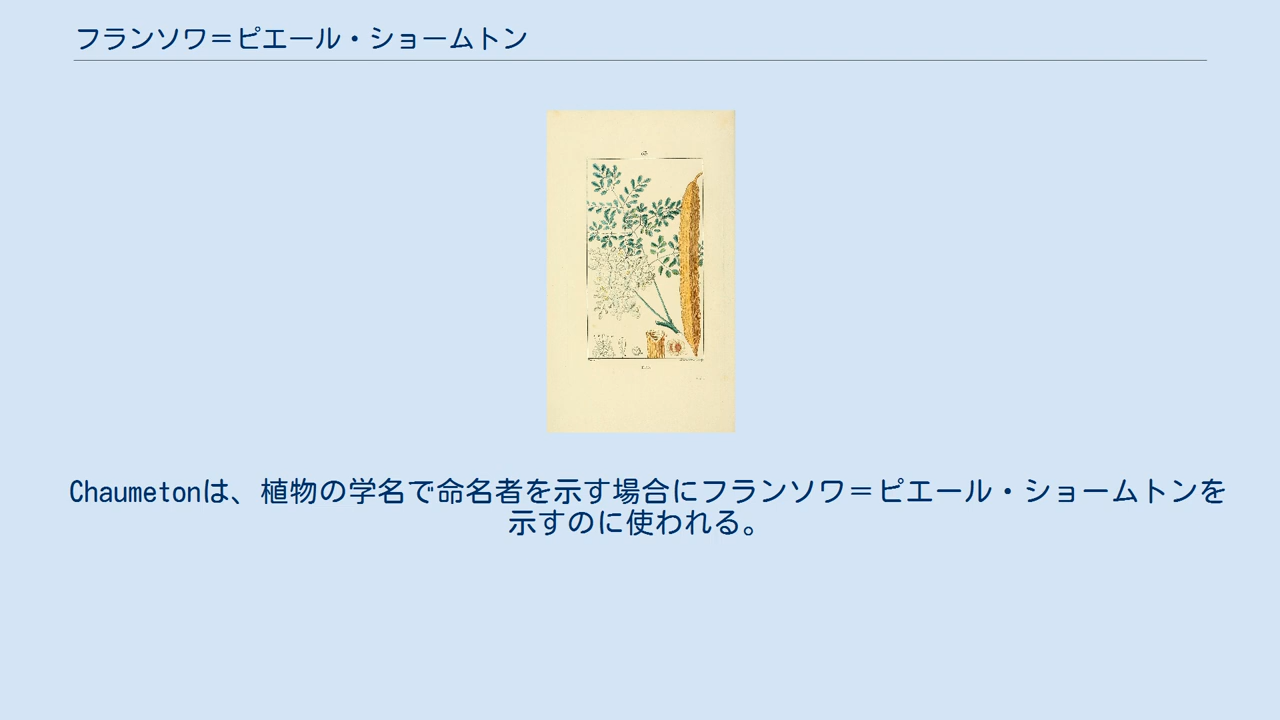 フランソワ＝ピエール・ショームトン
Chaumetonは、植物の学名で命名者を示す場合にフランソワ＝ピエール・ショームトンを
示すのに使われる。